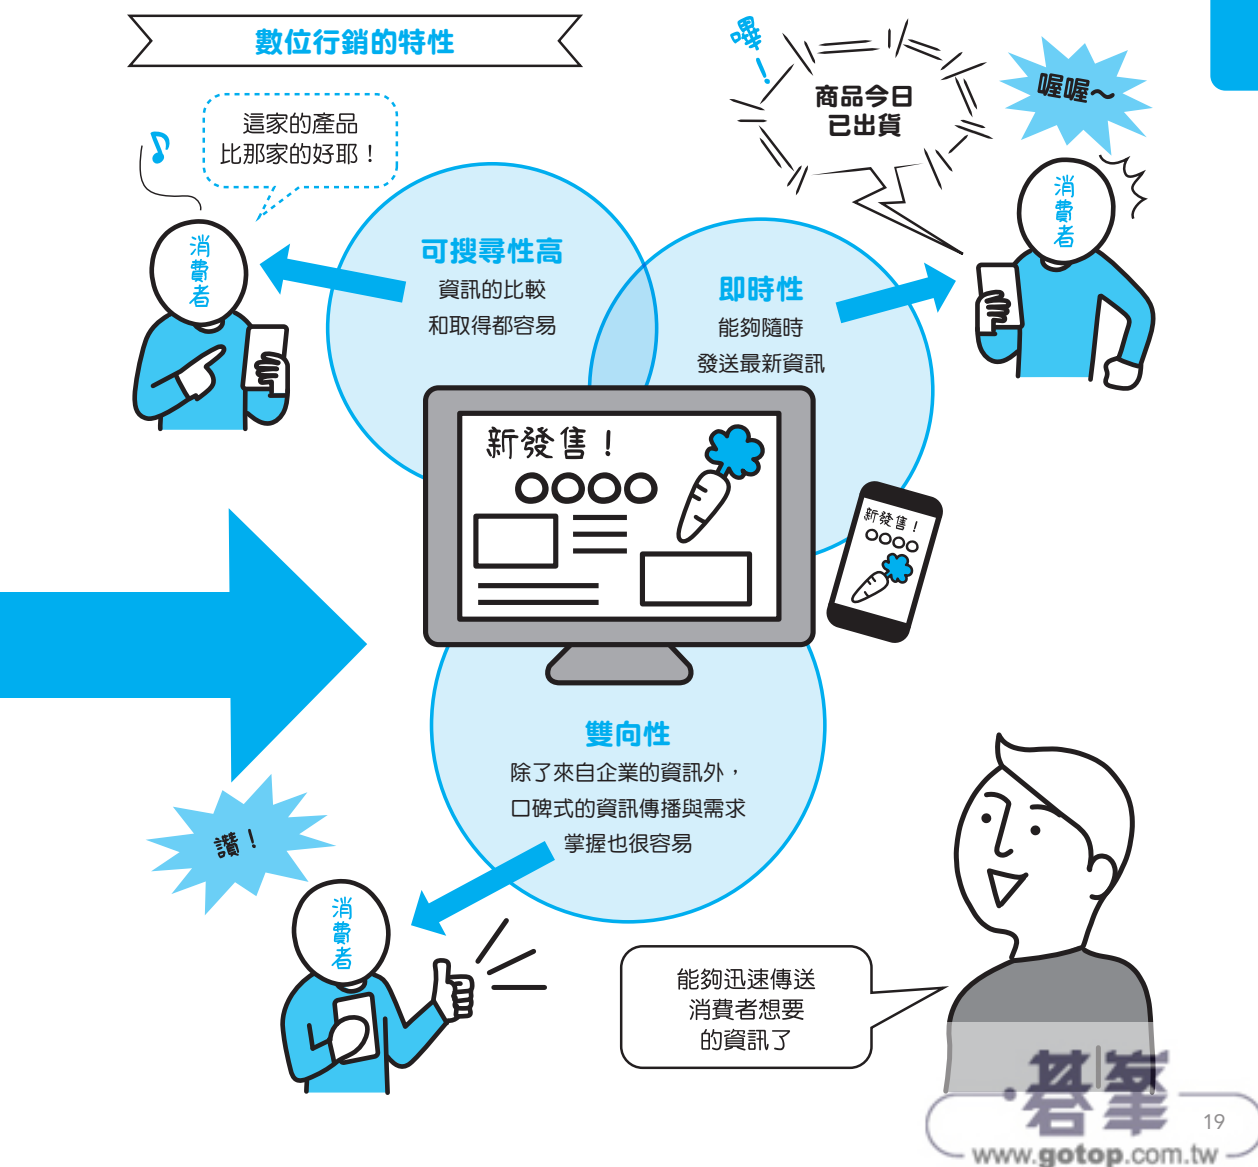 數位行銷的特性
這家的產品
比那家的好耶！
消費者
嗶！
商品今日
已出貨
喔喔～
消費者
可搜尋性高
資訊的比較
和取得都容易
即時性
能夠隨時
發送最新資訊
新發售！
〇〇〇〇
新發售！
〇〇〇〇
雙向性
除了來自企業的資訊外，
口碑式的資訊傳播與需求
掌握也很容易
讚！
消費者
能夠迅速傳送
消費者想要
的資訊了
碁峯
www.gotop.com.tw
19